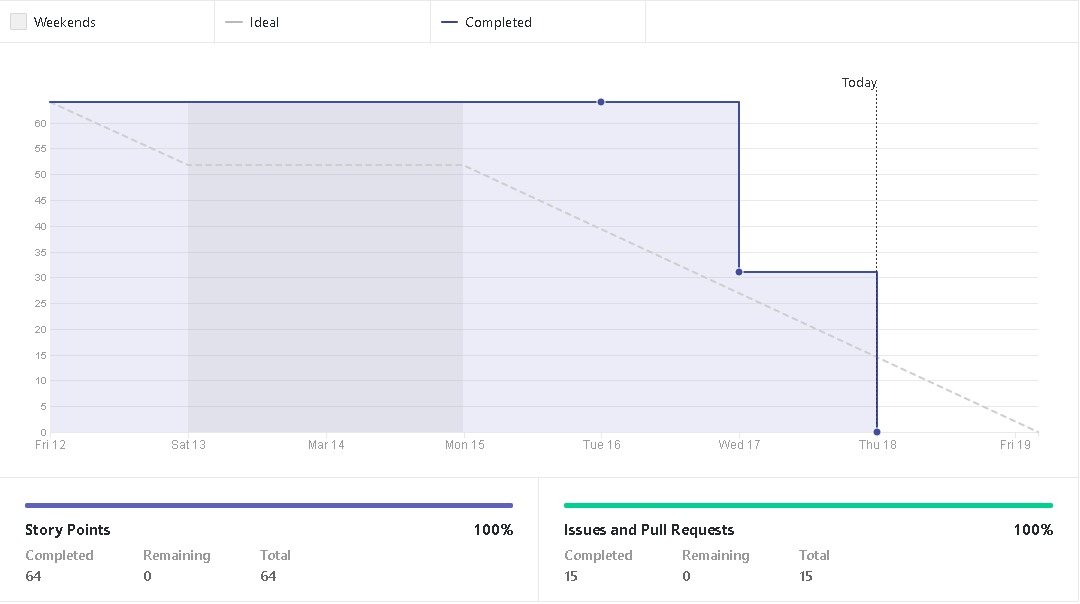 Weekends Ideal Completed
Today
60
55
50
45
40
35
30
25
20
15
10
5
0
Fri 12 Sat 13 Mar 14 Mon 15 Tue 16 Wed 17 Thu 18 Fri 19
Story Points 100%
Completed Remaining Total
64 0 64
Issues and Pull Requests 100%
Completed Remaining Total
15 0 15